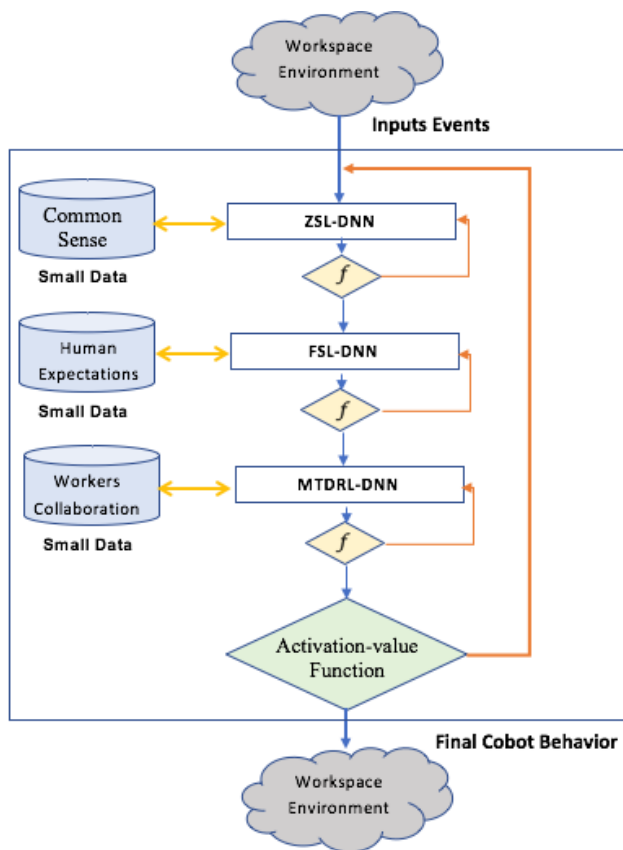 Workspace
Environment
Inputs Events
Common
Sense
ZSL-DNN
Small Data
f
Human
Expectations
FSL-DNN
Small Data
f
Workers
Collaboration
MTDRL-DNN
Small Data
f
Activation-value
Function
Final Cobot Behavior
Workspace
Environment